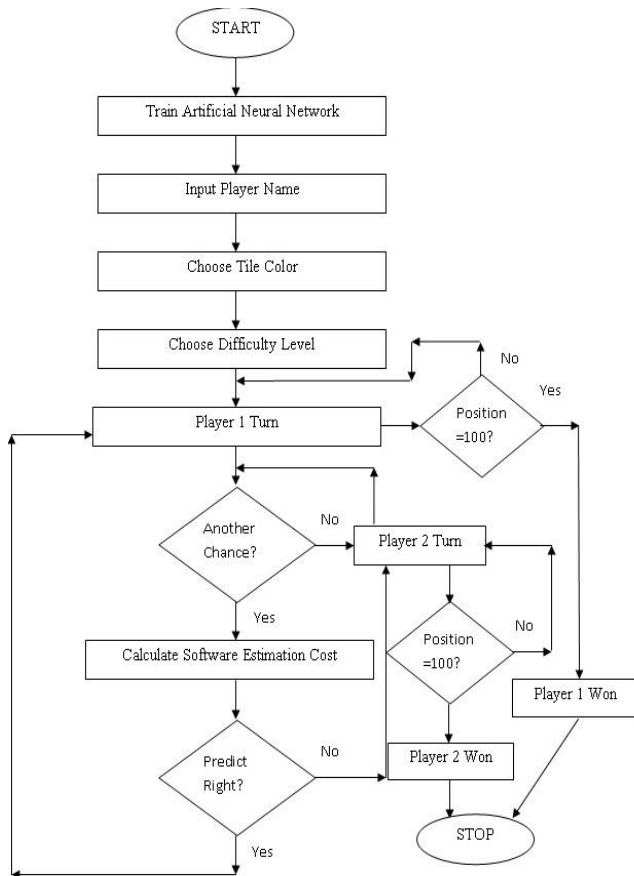 START
Train Artificial Neural Network
Input Player Name
Choose Tile Color
Choose Difficulty Level
No
Yes
Player 1 Turn
Position
=100?
Another
Chance?
No
Player 2 Turn
Yes
Position
=100?
No
Calculate Software Estimation Cost
Player 1 Won
Predict
Right?
No
Player 2 Won
STOP
Yes